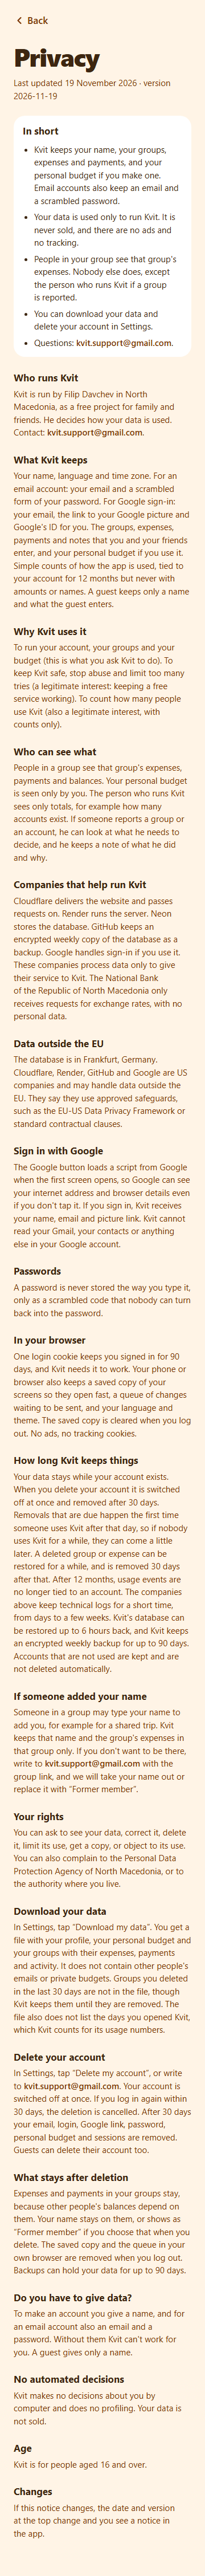 Back
Privacy
Last updated 19 November 2026 · version
2026-11-19
In short
• Kvit keeps your name, your groups,
expenses and payments, and your
personal budget if you make one.
Email accounts also keep an email and
a scrambled password.
• Your data is used only to run Kvit. It is
never sold, and there are no ads and
no tracking.
• People in your group see that group's
expenses. Nobody else does, except
the person who runs Kvit if a group
is reported.
• You can download your data and
delete your account in Settings.
• Questions: kvit.support@gmail.com.
Who runs Kvit
Kvit is run by Filip Davchev in North
Macedonia, as a free project for family and
friends. He decides how your data is used.
Contact: kvit.support@gmail.com.
What Kvit keeps
Your name, language and time zone. For an
email account: your email and a scrambled
form of your password. For Google sign-in:
your email, the link to your Google picture and
Google's ID for you. The groups, expenses,
payments and notes that you and your friends
enter, and your personal budget if you use it.
Simple counts of how the app is used, tied to
your account for 12 months but never with
amounts or names. A guest keeps only a name
and what the guest enters.
Why Kvit uses it
To run your account, your groups and your
budget (this is what you ask Kvit to do). To
keep Kvit safe, stop abuse and limit too many
tries (a legitimate interest: keeping a free
service working). To count how many people
use Kvit (also a legitimate interest, with
counts only).
Who can see what
People in a group see that group's expenses,
payments and balances. Your personal budget
is seen only by you. The person who runs Kvit
sees only totals, for example how many
accounts exist. If someone reports a group or
an account, he can look at what he needs to
decide, and he keeps a note of what he did
and why.
Companies that help run Kvit
Cloudflare delivers the website and passes
requests on. Render runs the server. Neon
stores the database. GitHub keeps an
encrypted weekly copy of the database as a
backup. Google handles sign-in if you use it.
These companies process data only to give
their service to Kvit. The National Bank
of the Republic of North Macedonia only
receives requests for exchange rates, with no
personal data.
Data outside the EU
The database is in Frankfurt, Germany.
Cloudflare, Render, GitHub and Google are US
companies and may handle data outside the
EU. They say they use approved safeguards,
such as the EU-US Data Privacy Framework or
standard contractual clauses.
Sign in with Google
The Google button loads a script from Google
when the first screen opens, so Google can see
your internet address and browser details even
if you don't tap it. If you sign in, Kvit receives
your name, email and picture link. Kvit cannot
read your Gmail, your contacts or anything
else in your Google account.
Passwords
A password is never stored the way you type it,
only as a scrambled code that nobody can turn
back into the password.
In your browser
One login cookie keeps you signed in for 90
days, and Kvit needs it to work. Your phone or
browser also keeps a saved copy of your
screens so they open fast, a queue of changes
waiting to be sent, and your language and
theme. The saved copy is cleared when you log
out. No ads, no tracking cookies.
How long Kvit keeps things
Your data stays while your account exists.
When you delete your account it is switched
off at once and removed after 30 days.
Removals that are due happen the first time
someone uses Kvit after that day, so if nobody
uses Kvit for a while, they can come a little
later. A deleted group or expense can be
restored for a while, and is removed 30 days
after that. After 12 months, usage events are
no longer tied to an account. The companies
above keep technical logs for a short time,
from days to a few weeks. Kvit's database can
be restored up to 6 hours back, and Kvit keeps
an encrypted weekly backup for up to 90 days.
Accounts that are not used are kept and are
not deleted automatically.
If someone added your name
Someone in a group may type your name to
add you, for example for a shared trip. Kvit
keeps that name and the group's expenses in
that group only. If you don't want to be there,
write to kvit.support@gmail.com with the
group link, and we will take your name out or
replace it with "Former member".
Your rights
You can ask to see your data, correct it, delete
it, limit its use, get a copy, or object to its use.
You can also complain to the Personal Data
Protection Agency of North Macedonia, or to
the authority where you live.
Download your data
In Settings, tap "Download my data". You get a
file with your profile, your personal budget and
your groups with their expenses, payments
and activity. It does not contain other people's
emails or private budgets. Groups you deleted
in the last 30 days are not in the file, though
Kvit keeps them until they are removed. The
file also does not list the days you opened Kvit,
which Kvit counts for its usage numbers.
Delete your account
In Settings, tap "Delete my account", or write
to kvit.support@gmail.com. Your account is
switched off at once. If you log in again within
30 days, the deletion is cancelled. After 30 days
your email, login, Google link, password,
personal budget and sessions are removed.
Guests can delete their account too.
What stays after deletion
Expenses and payments in your groups stay,
because other people's balances depend on
them. Your name stays on them, or shows as
"Former member" if you choose that when you
delete. The saved copy and the queue in your
own browser are removed when you log out.
Backups can hold your data for up to 90 days.
Do you have to give data?
To make an account you give a name, and for
an email account also an email and a
password. Without them Kvit can't work for
you. A guest gives only a name.
No automated decisions
Kvit makes no decisions about you by
computer and does no profiling. Your data is
not sold.
Age
Kvit is for people aged 16 and over.
Changes
If this notice changes, the date and version
at the top change and you see a notice in
the app.